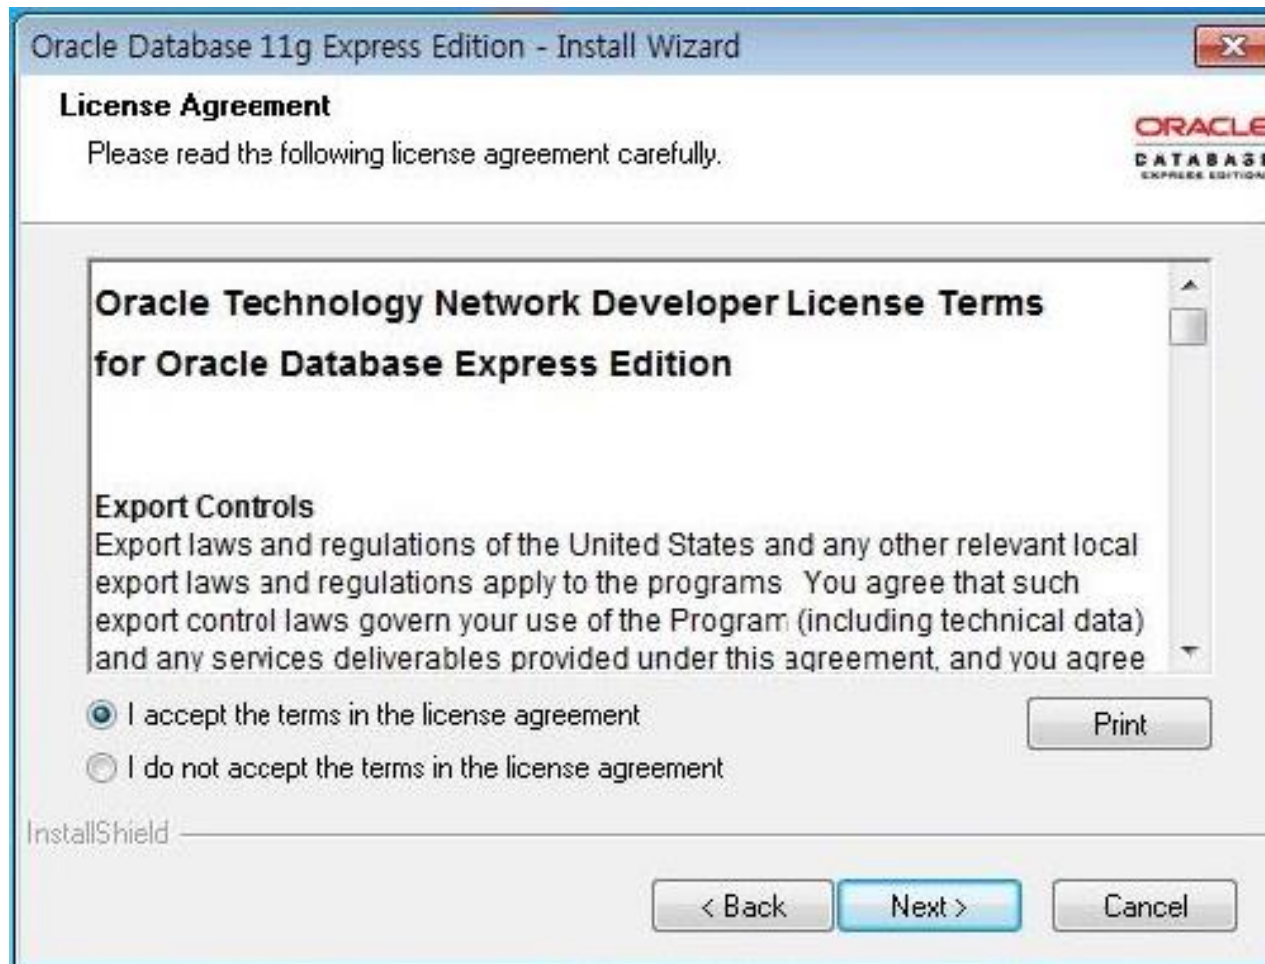 Oracle Database 11g Express Edition - Install Wizard
License Agreement
Please read the following license agreement carefully.
ORACLE
DATABASE
EXPRESS EDITION
Oracle Technology Network Developer License Terms
for Oracle Database Express Edition
Export Controls
Export laws and regulations of the United States and any other relevant local
export laws and regulations apply to the programs. You agree that such
export control laws govern your use of the Program (including technical data)
and any services deliverables provided under this agreement, and you agree
I accept the terms in the license agreement
Print
I do not accept the terms in the license agreement
InstallShield
< Back
Next >
Cancel